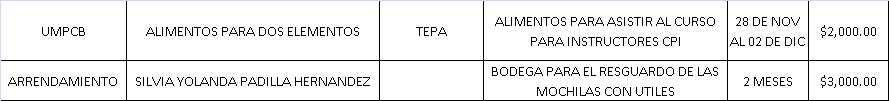 UMPCB ALIMENTOS PARA DOS ELEMENTOS TEPA ALIMENTOS PARA ASISTIR AL CURSO PARA INSTRUCTORES CPI 28 DE NOV AL 02 DE DIC $2,000.00
ARRENDAMIENTO SILVIA YOLANDA PADILLA HERNANDEZ BODEGA PARA EL RESGUARDO DE LAS MOCHILAS CON UTILES 2 MESES $3,000.00